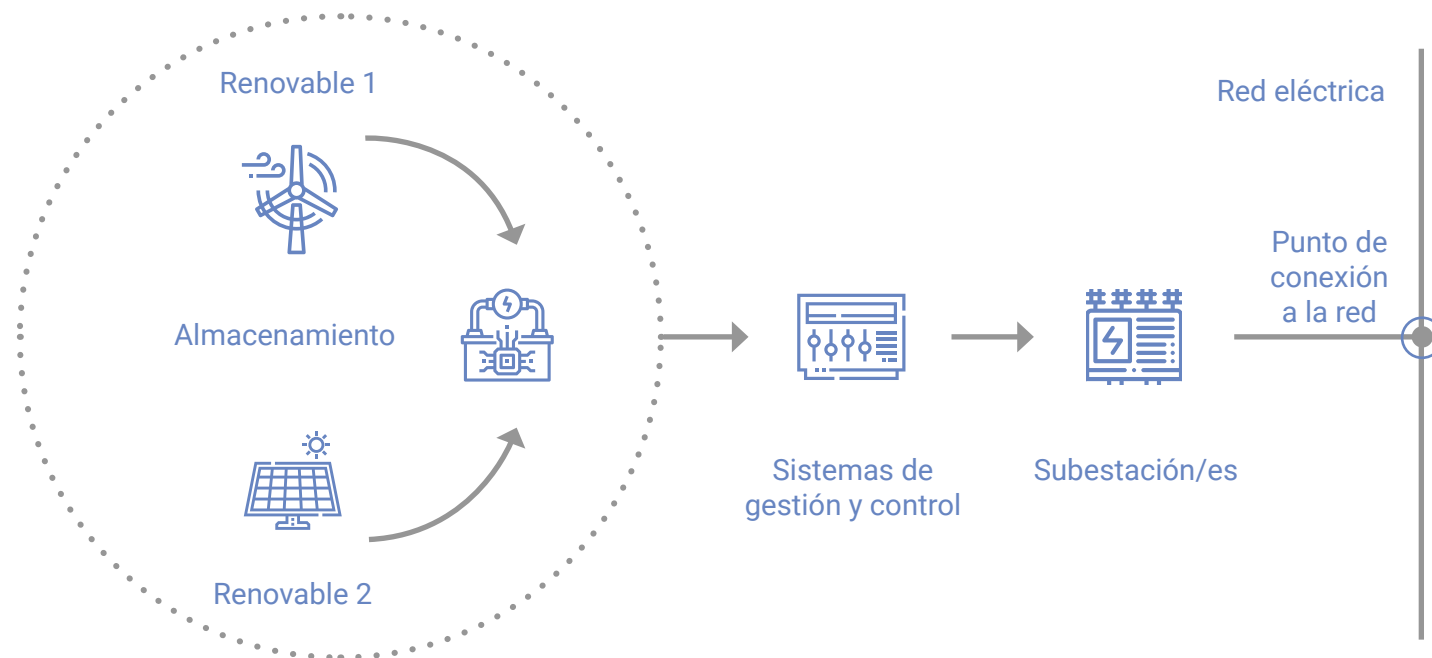 Renovable 1
Red eléctrica
Punto de
conexión
a la red
Almacenamiento
Sistemas de
gestión y control
Subestación/es
Renovable 2